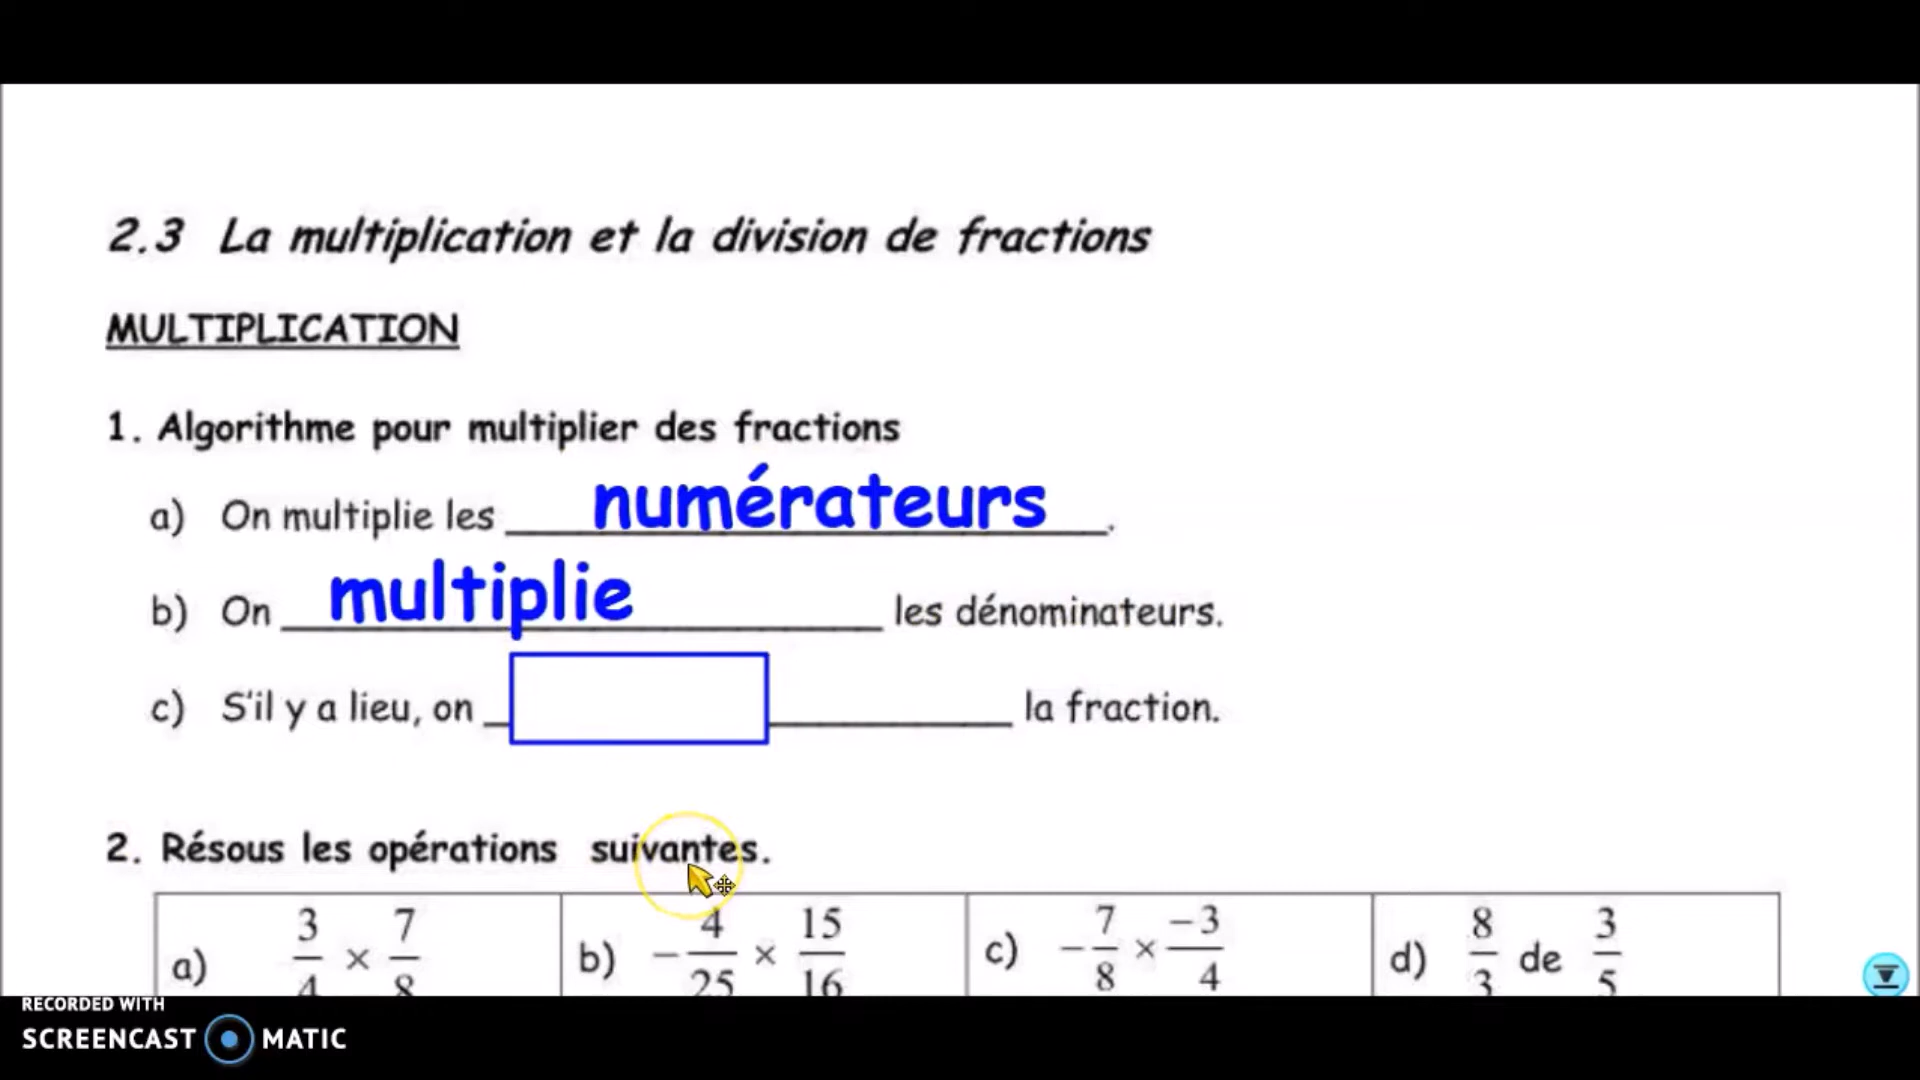 2.3 La multiplication et la division de fractions
MULTIPLICATION
1. Algorithme pour multiplier des fractions
a) On multiplie les numérateurs.
b) On multiplie les dénominateurs.
c) S'il y a lieu, on ____ la fraction.
2. Résous les opérations suivantes.
a) 3/4 × 7/8 b) -4/25 × 15/16 c) -7/8 × -3/4 d) 8/3 de 3/5
RECORDED WITH
SCREENCAST MATIC